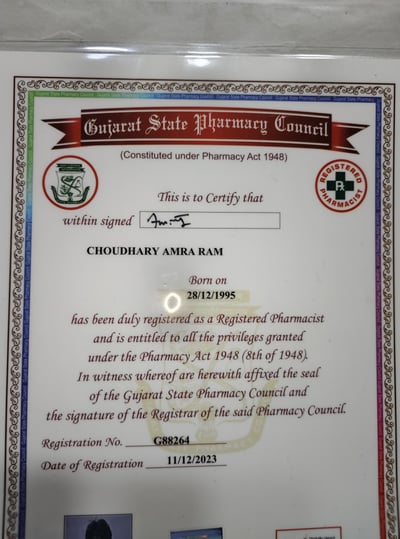 Gujarat State Pharmacy Council
(Constituted under Pharmacy Act 1948)
REGISTERED PHARMACIST
Rx
This is to Certify that
within signed
CHOUDHARY AMRA RAM
Born on
28/12/1995
has been duly registered as a Registered Pharmacist
and is entitled to all the privileges granted
under the Pharmacy Act 1948 (8th of 1948).
In witness whereof are herewith affixed the seal
of the Gujarat State Pharmacy Council and
the signature of the Registrar of the said Pharmacy Council.
Registration No. G88264
Date of Registration 11/12/2023